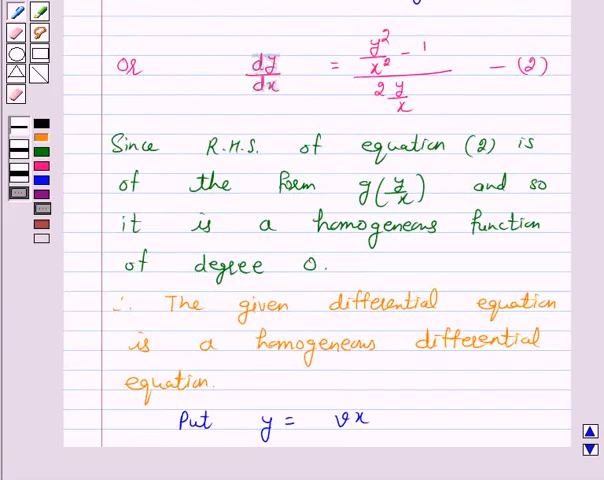 or dy/dx = (y²/x² - 1)/(2 y/x) - (2)
Since R.H.S. of equation (2) is
of the form g(y/x) and so
it is a homogeneous function
of degree 0.
∴ The given differential equation
is a homogeneous differential
equation.
Put y = vx